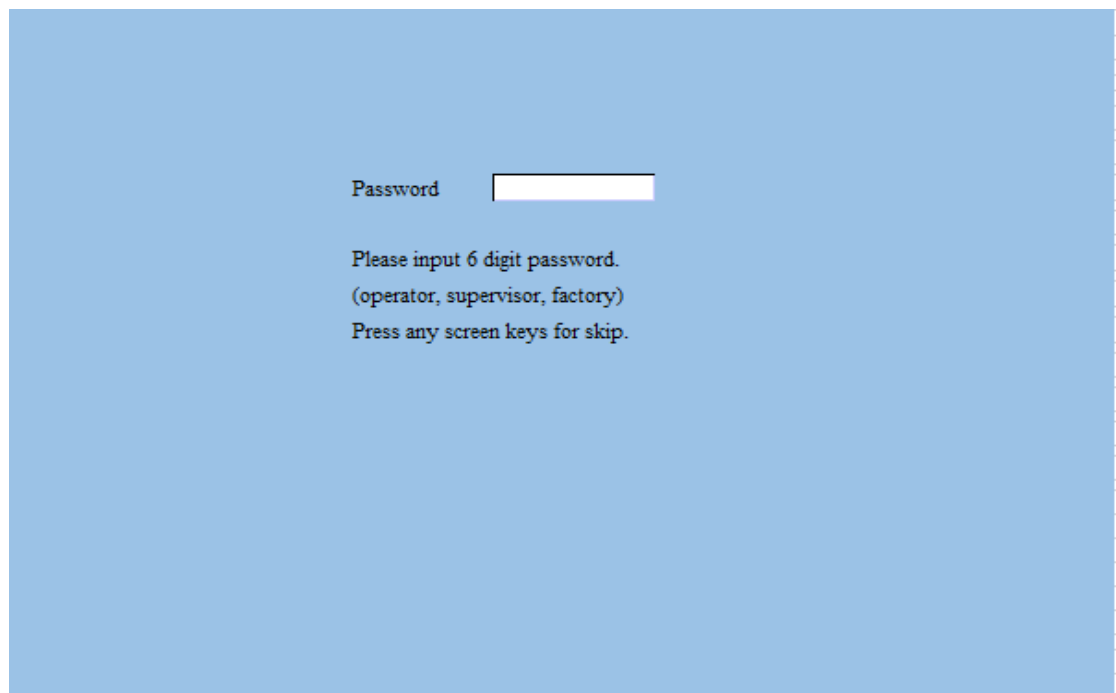 Password
Please input 6 digit password.
(operator, supervisor, factory)
Press any screen keys for skip.